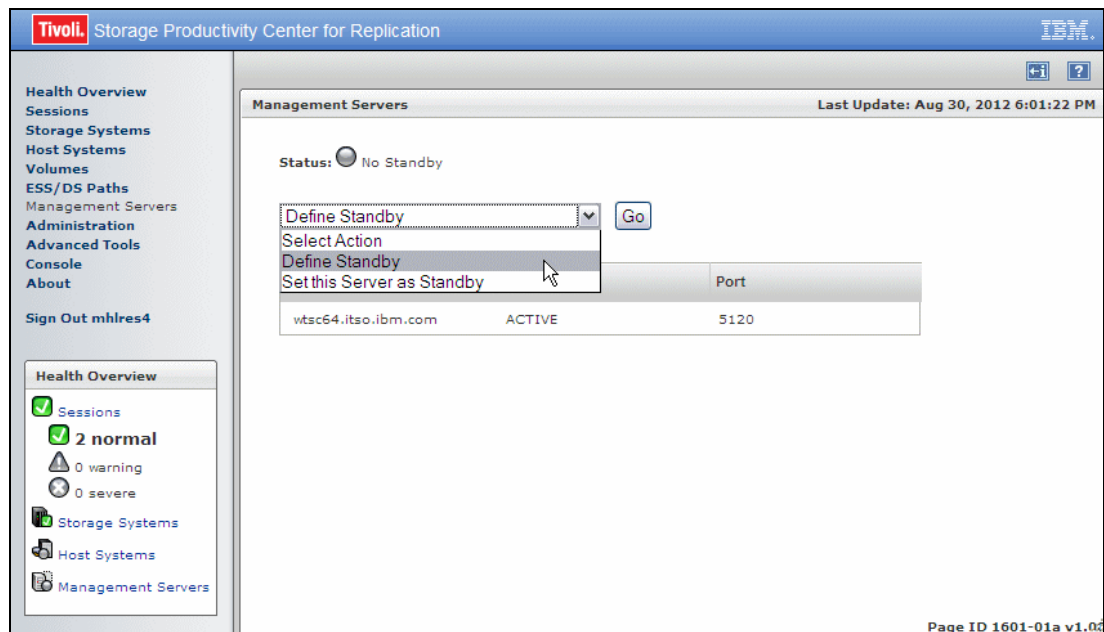 Tivoli. Storage Productivity Center for Replication
IBM.
Health Overview
Sessions
Storage Systems
Host Systems
Volumes
ESS/DS Paths
Management Servers
Administration
Advanced Tools
Console
About
Sign Out mhlres4
Health Overview
Sessions
2 normal
0 warning
0 severe
Storage Systems
Host Systems
Management Servers
i ?
Management Servers Last Update: Aug 30, 2012 6:01:22 PM
Status: No Standby
Define Standby Go
Select Action
Define Standby
Set this Server as Standby
Port
wtsc64.itso.ibm.com ACTIVE 5120
Page ID 1601-01a